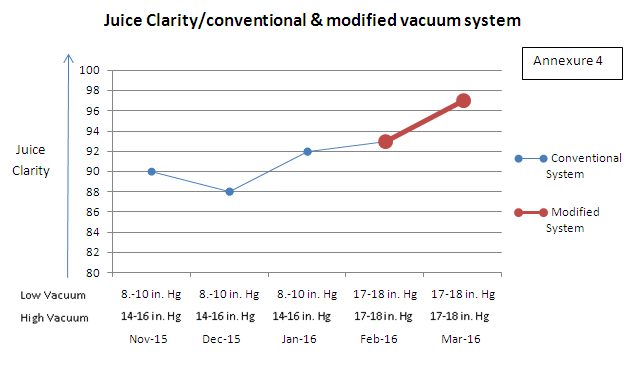 Juice Clarity/conventional & modified vacuum system
Annexure 4
100
98
96
94
92
90
88
86
84
82
80
Juice
Clarity
Conventional
System
Modified
System
Low Vacuum 8.-10 in. Hg 8.-10 in. Hg 8.-10 in. Hg 17-18 in. Hg 17-18 in. Hg
High Vacuum 14-16 in. Hg 14-16 in. Hg 14-16 in. Hg 17-18 in. Hg 17-18 in. Hg
Nov-15 Dec-15 Jan-16 Feb-16 Mar-16